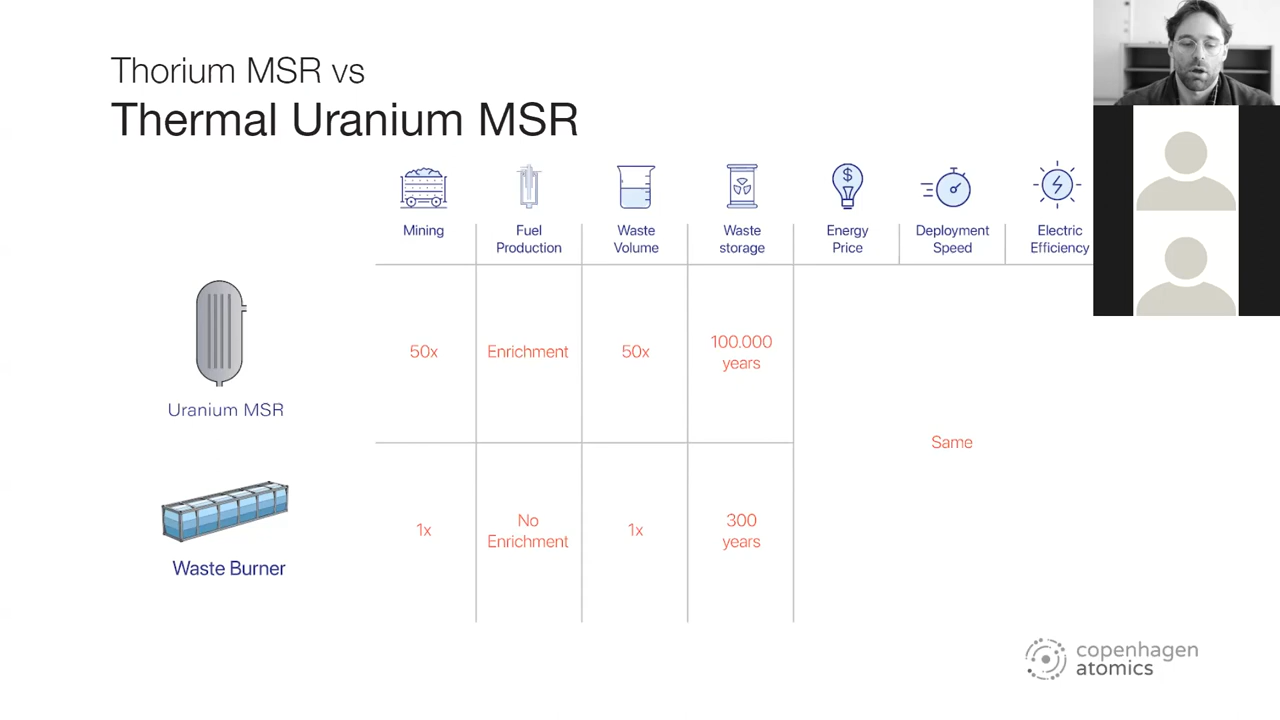 Thorium MSR vs
Thermal Uranium MSR
Mining
Fuel
Production
Waste
Volume
Waste
storage
Energy
Price
Deployment
Speed
Electric
Efficiency
$
50x
Enrichment
50x
100.000
years
Uranium MSR
Same
1x
No
Enrichment
1x
300
years
Waste Burner
copenhagen
atomics